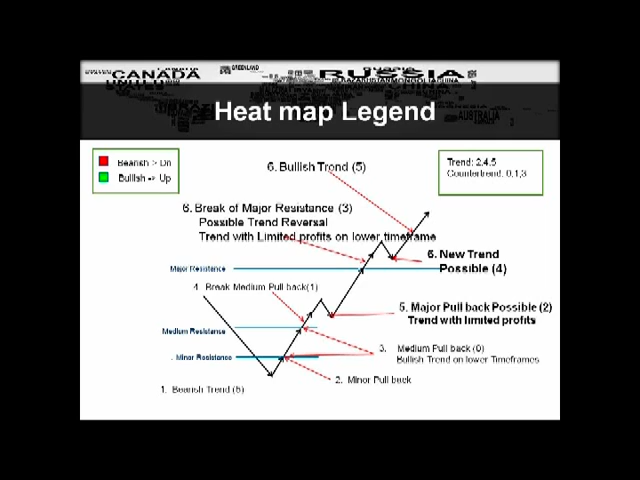 CANADA
GREENLAND
RUSSIA
AUSTRALIA
Heat map Legend
Bearish > Dn
Bullish -> Up
6. Bullish Trend (5)
Trend: 2,4,5
Countertrend: 0,1,3
6. Break of Major Resistance (3)
Possible Trend Reversal
Trend with Limited profits on lower timeframe
6. New Trend
Possible (4)
Major Resistance
4. Break Medium Pull back(1)
5. Major Pull back Possible (2)
Trend with limited profits
Medium Resistance
3. Medium Pull back (0)
Bullish Trend on lower Timeframes
Minor Resistance
2. Minor Pull back
1. Bearish Trend (5)